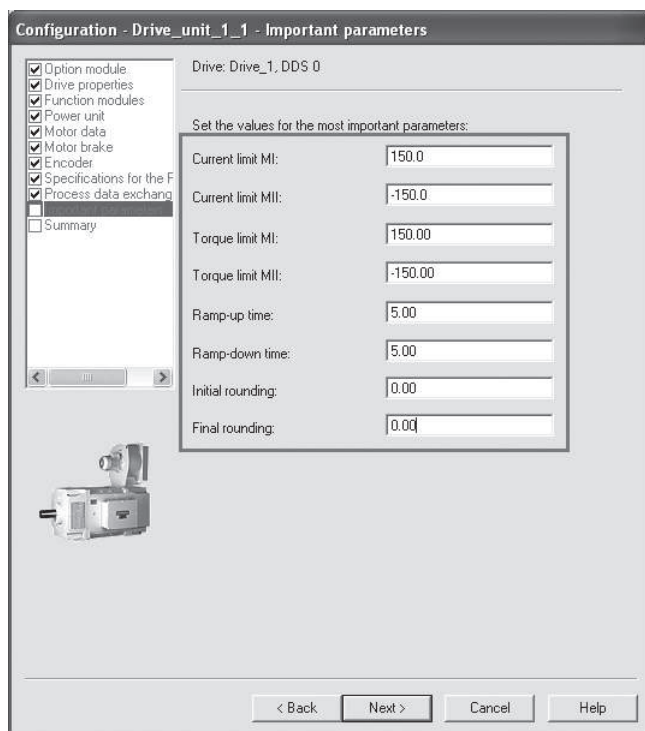 Configuration - Drive_unit_1_1 - Important parameters
Option module
Drive properties
Function modules
Power unit
Motor data
Motor brake
Encoder
Specifications for the F
Process data exchang
Important parameters
Summary
Drive: Drive_1, DDS 0
Set the values for the most important parameters:
Current limit MI: 150.0
Current limit MII: -150.0
Torque limit MI: 150.00
Torque limit MII: -150.00
Ramp-up time: 5.00
Ramp-down time: 5.00
Initial rounding: 0.00
Final rounding: 0.00
< Back
Next >
Cancel
Help